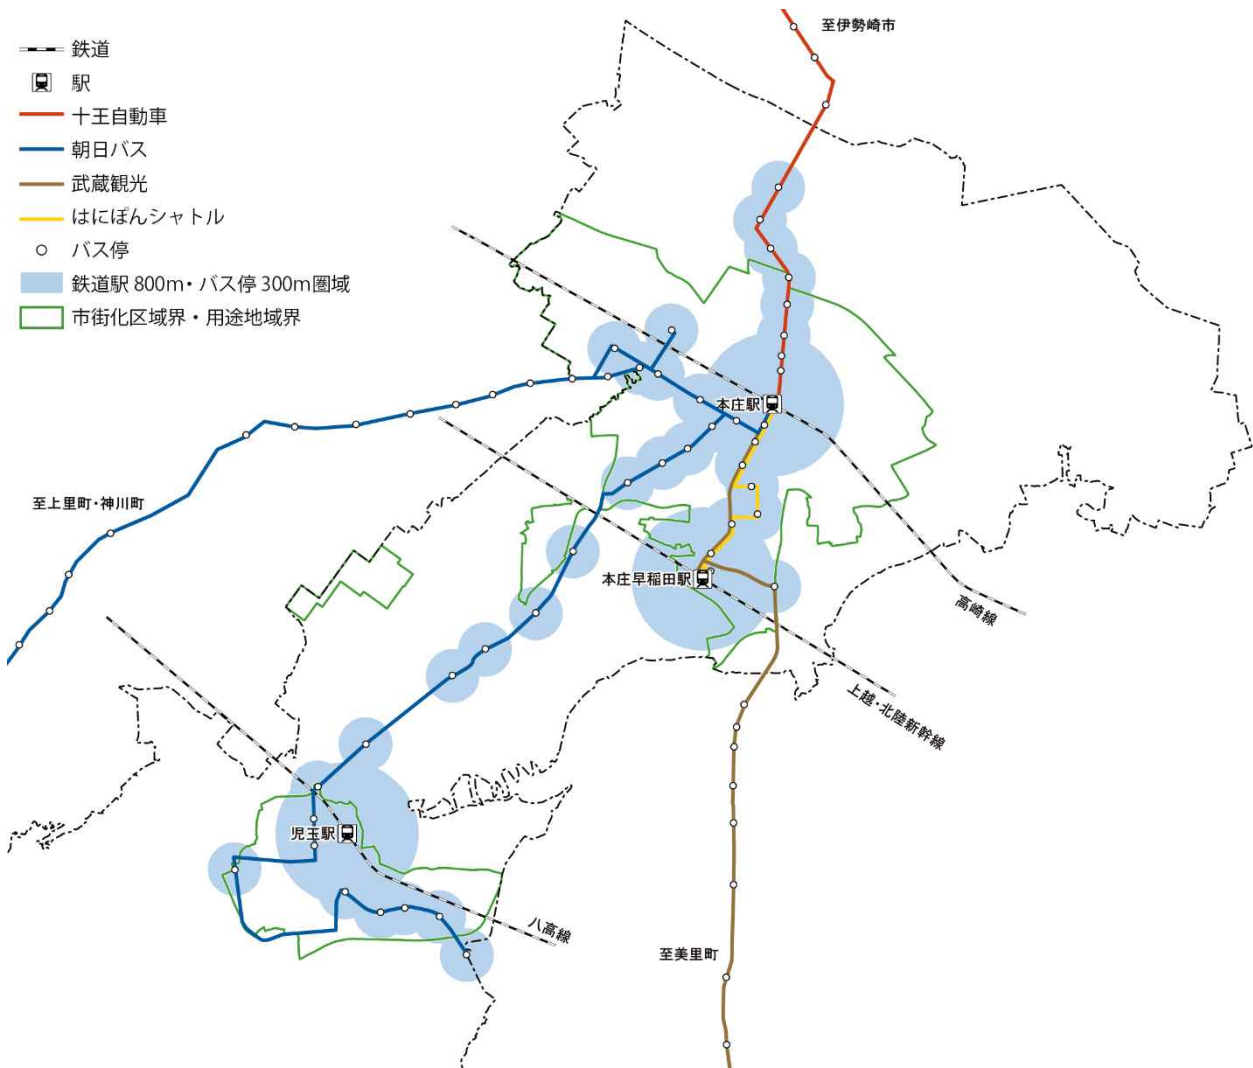 至伊勢崎市
鉄道
駅
十王自動車
朝日バス
武蔵観光
はにぽんシャトル
バス停
鉄道駅 800m・バス停 300m圏域
市街化区域界・用途地域界
本庄駅
至上里町・神川町
本庄早稲田駅
高崎線
上越・北陸新幹線
児玉駅
八高線
至美里町